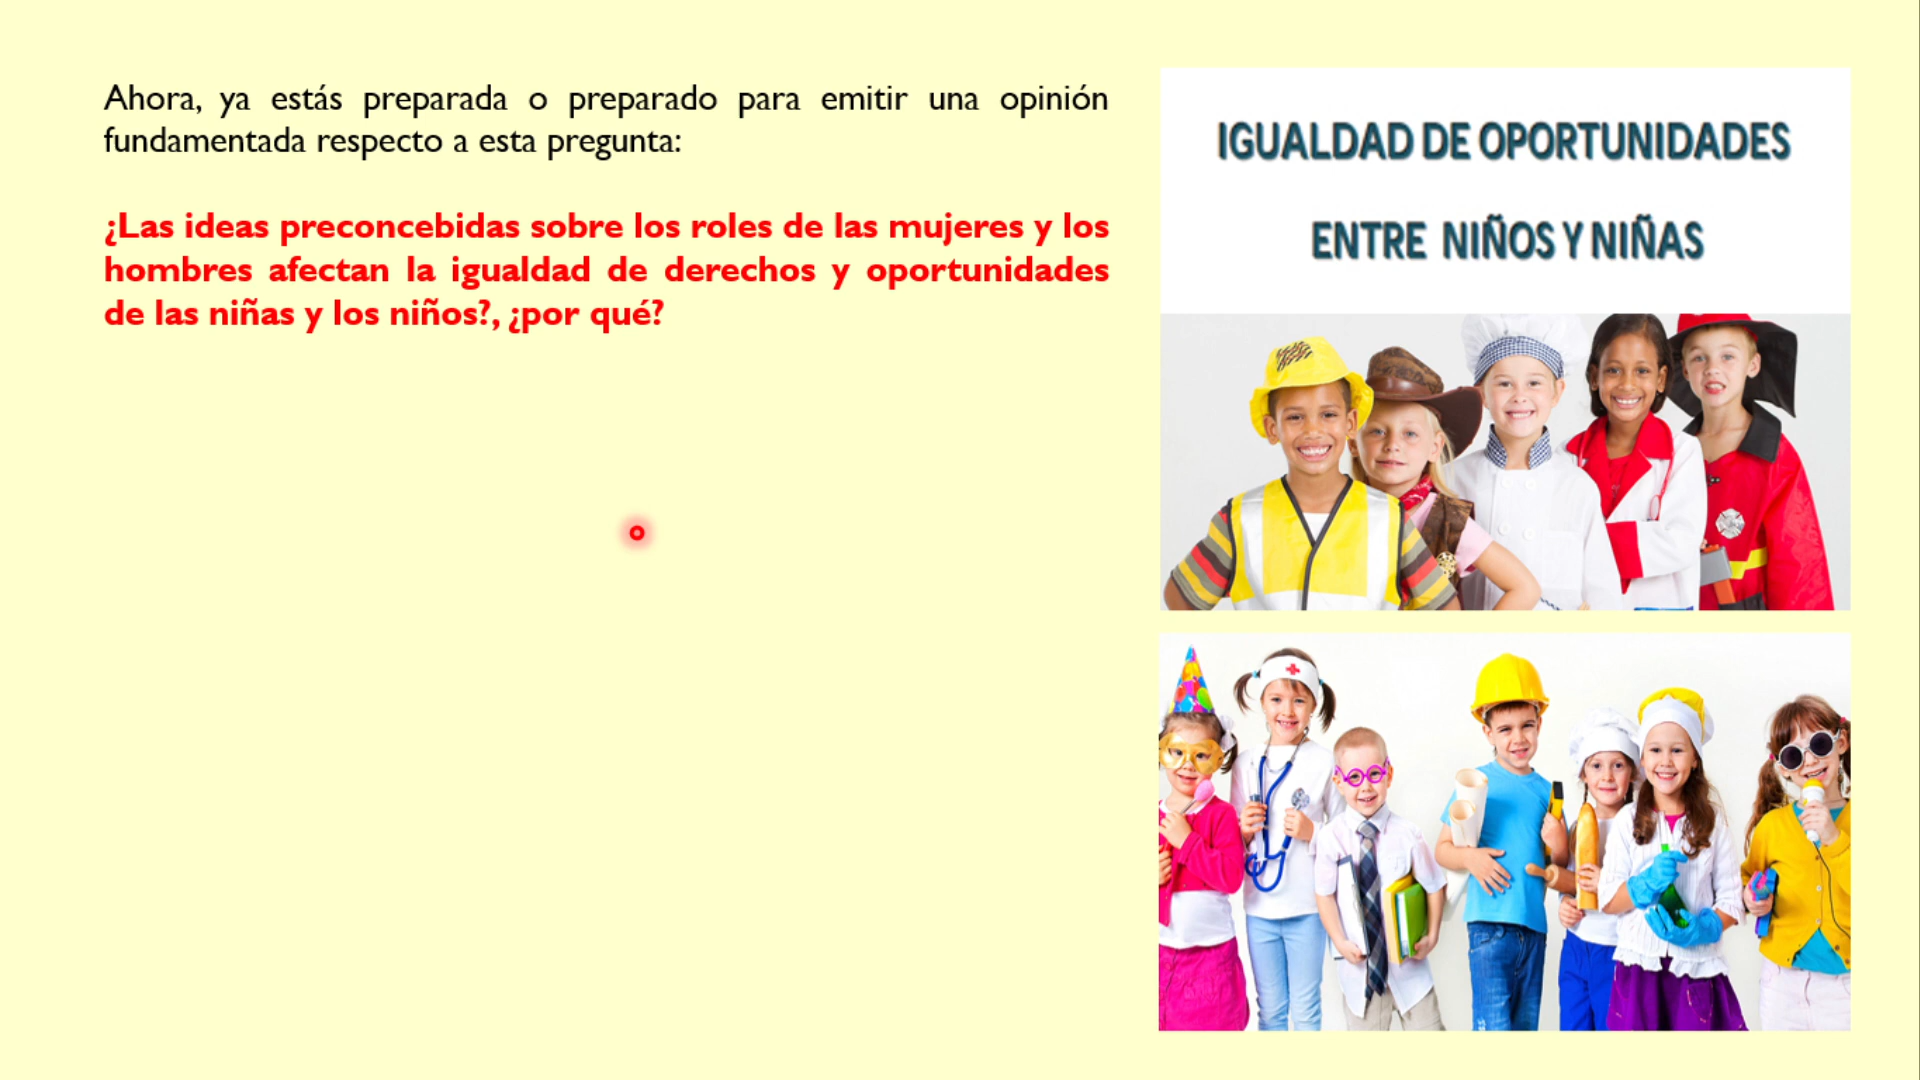 Ahora, ya estás preparada o preparado para emitir una opinión
fundamentada respecto a esta pregunta:
¿Las ideas preconcebidas sobre los roles de las mujeres y los
hombres afectan la igualdad de derechos y oportunidades
de las niñas y los niños?, ¿por qué?
IGUALDAD DE OPORTUNIDADES
ENTRE NIÑOS Y NIÑAS